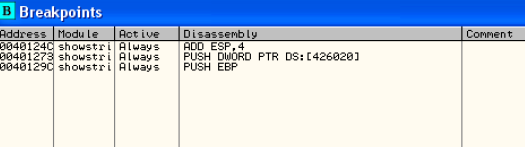 B Breakpoints
Address Module Active Disassembly Comment
0040124C showstri Always ADD ESP,4
00401273 showstri Always PUSH DWORD PTR DS:[426020]
0040129C showstri Always PUSH EBP